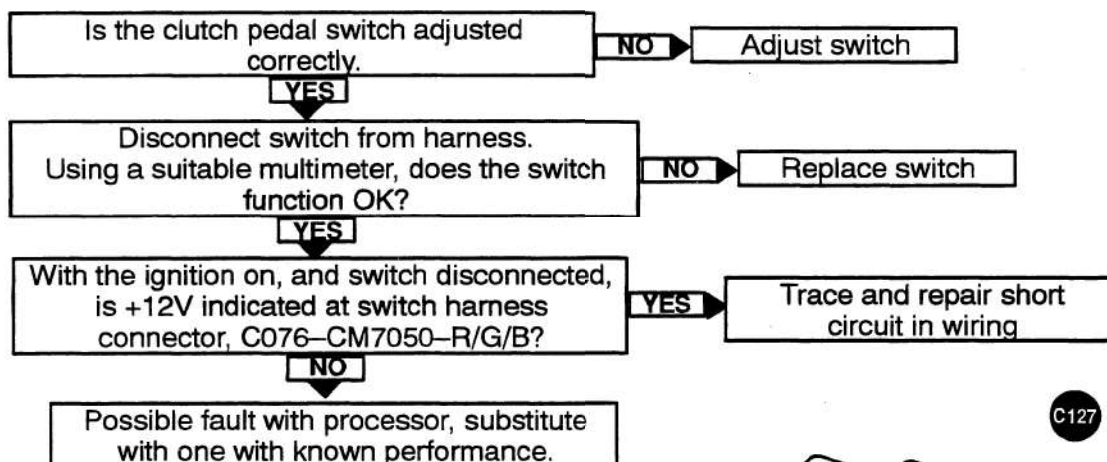 Is the clutch pedal switch adjusted
correctly.
NO
Adjust switch
YES
Disconnect switch from harness.
Using a suitable multimeter, does the switch
function OK?
NO
Replace switch
YES
With the ignition on, and switch disconnected,
is +12V indicated at switch harness
connector, C076–CM7050–R/G/B?
YES
Trace and repair short
circuit in wiring
NO
Possible fault with processor, substitute
with one with known performance.
C127